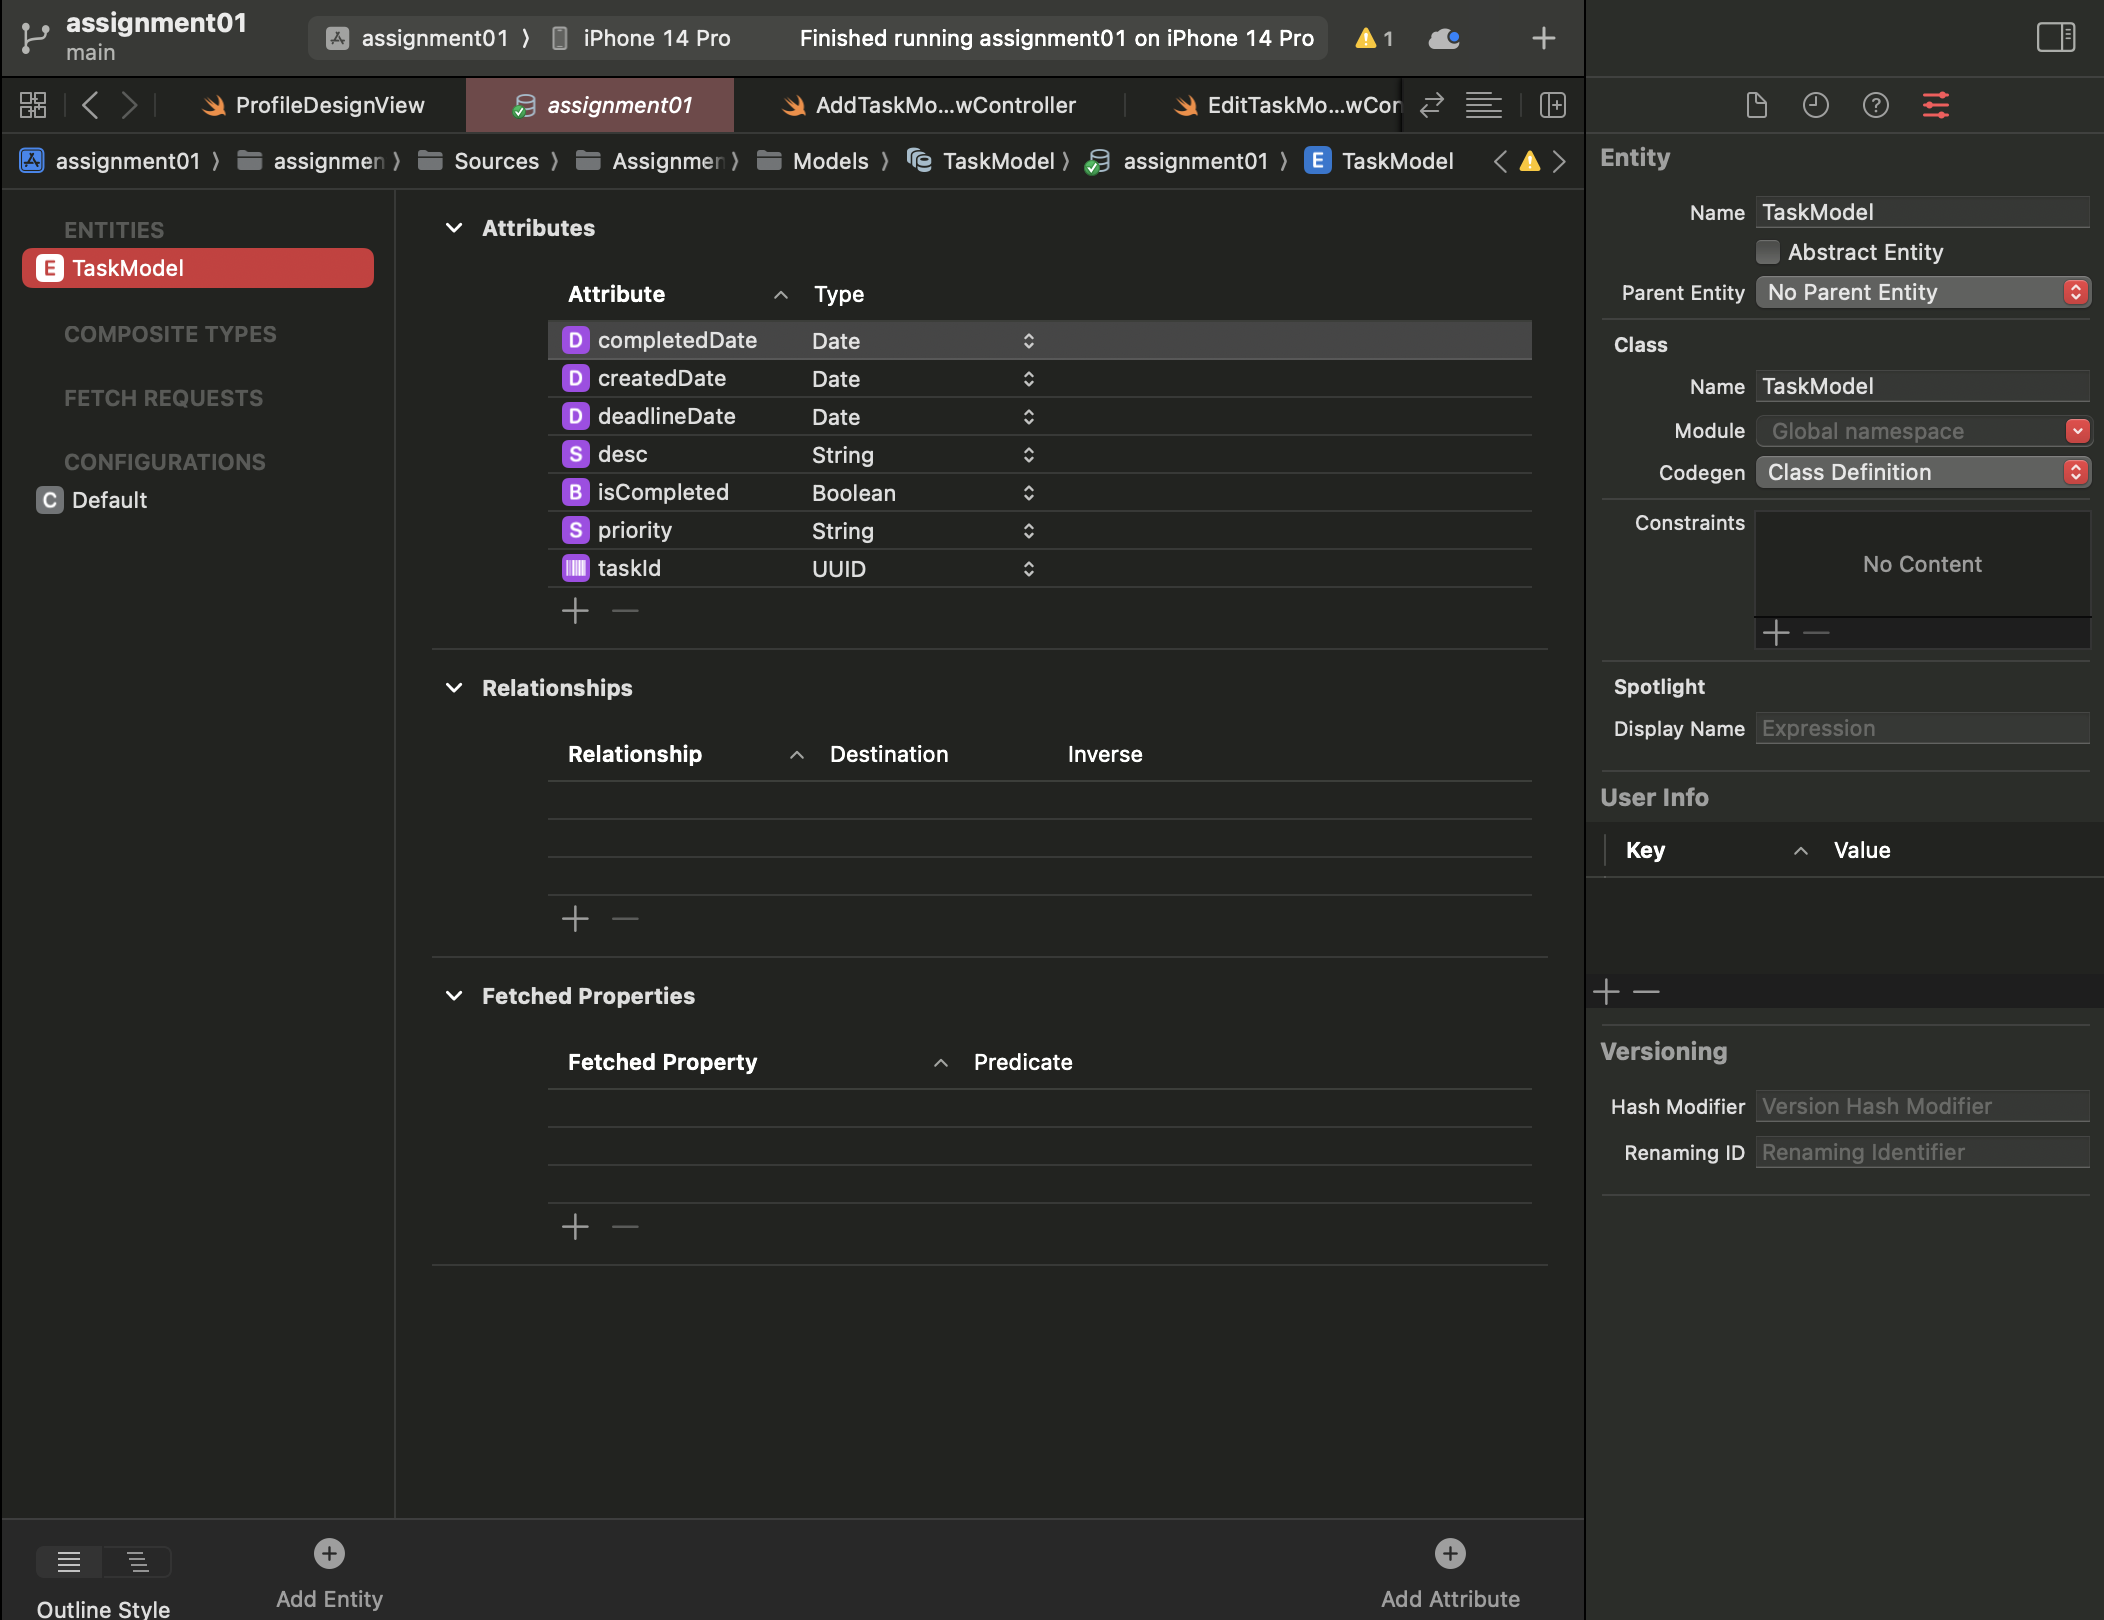 assignment01
main
assignment01 〉 iPhone 14 Pro
Finished running assignment01 on iPhone 14 Pro
1
ProfileDesignView
assignment01
AddTaskMo...wController
EditTaskMo...wCon
assignment01 〉 assignmen 〉 Sources 〉 Assignmen 〉 Models 〉 TaskModel 〉 assignment01 〉 E TaskModel
ENTITIES
E TaskModel
COMPOSITE TYPES
FETCH REQUESTS
CONFIGURATIONS
C Default
Attributes
Attribute Type
D completedDate Date
D createdDate Date
D deadlineDate Date
S desc String
B isCompleted Boolean
S priority String
taskId UUID
Relationships
Relationship Destination Inverse
Fetched Properties
Fetched Property Predicate
Outline Style
Add Entity
Add Attribute
Entity
Name TaskModel
Abstract Entity
Parent Entity No Parent Entity
Class
Name TaskModel
Module Global namespace
Codegen Class Definition
Constraints
No Content
Spotlight
Display Name Expression
User Info
Key Value
Versioning
Hash Modifier Version Hash Modifier
Renaming ID Renaming Identifier